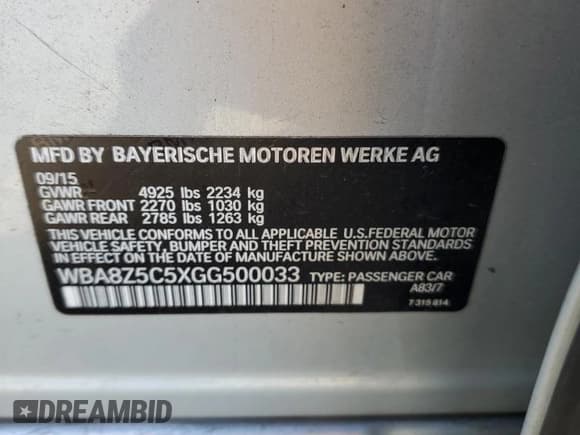 MFD BY BAYERISCHE MOTOREN WERKE AG
09/15
GVWR 4925 lbs 2234 kg
GAWR FRONT 2270 lbs 1030 kg
GAWR REAR 2785 lbs 1263 kg
THIS VEHICLE CONFORMS TO ALL APPLICABLE U.S.FEDERAL MOTOR
VEHICLE SAFETY, BUMPER AND THEFT PREVENTION STANDARDS
IN EFFECT ON THE DATE OF MANUFACTURE SHOWN ABOVE.
WBA8Z5C5XGG500033 TYPE: PASSENGER CAR
A83/7
7 319 814
DREAMBID